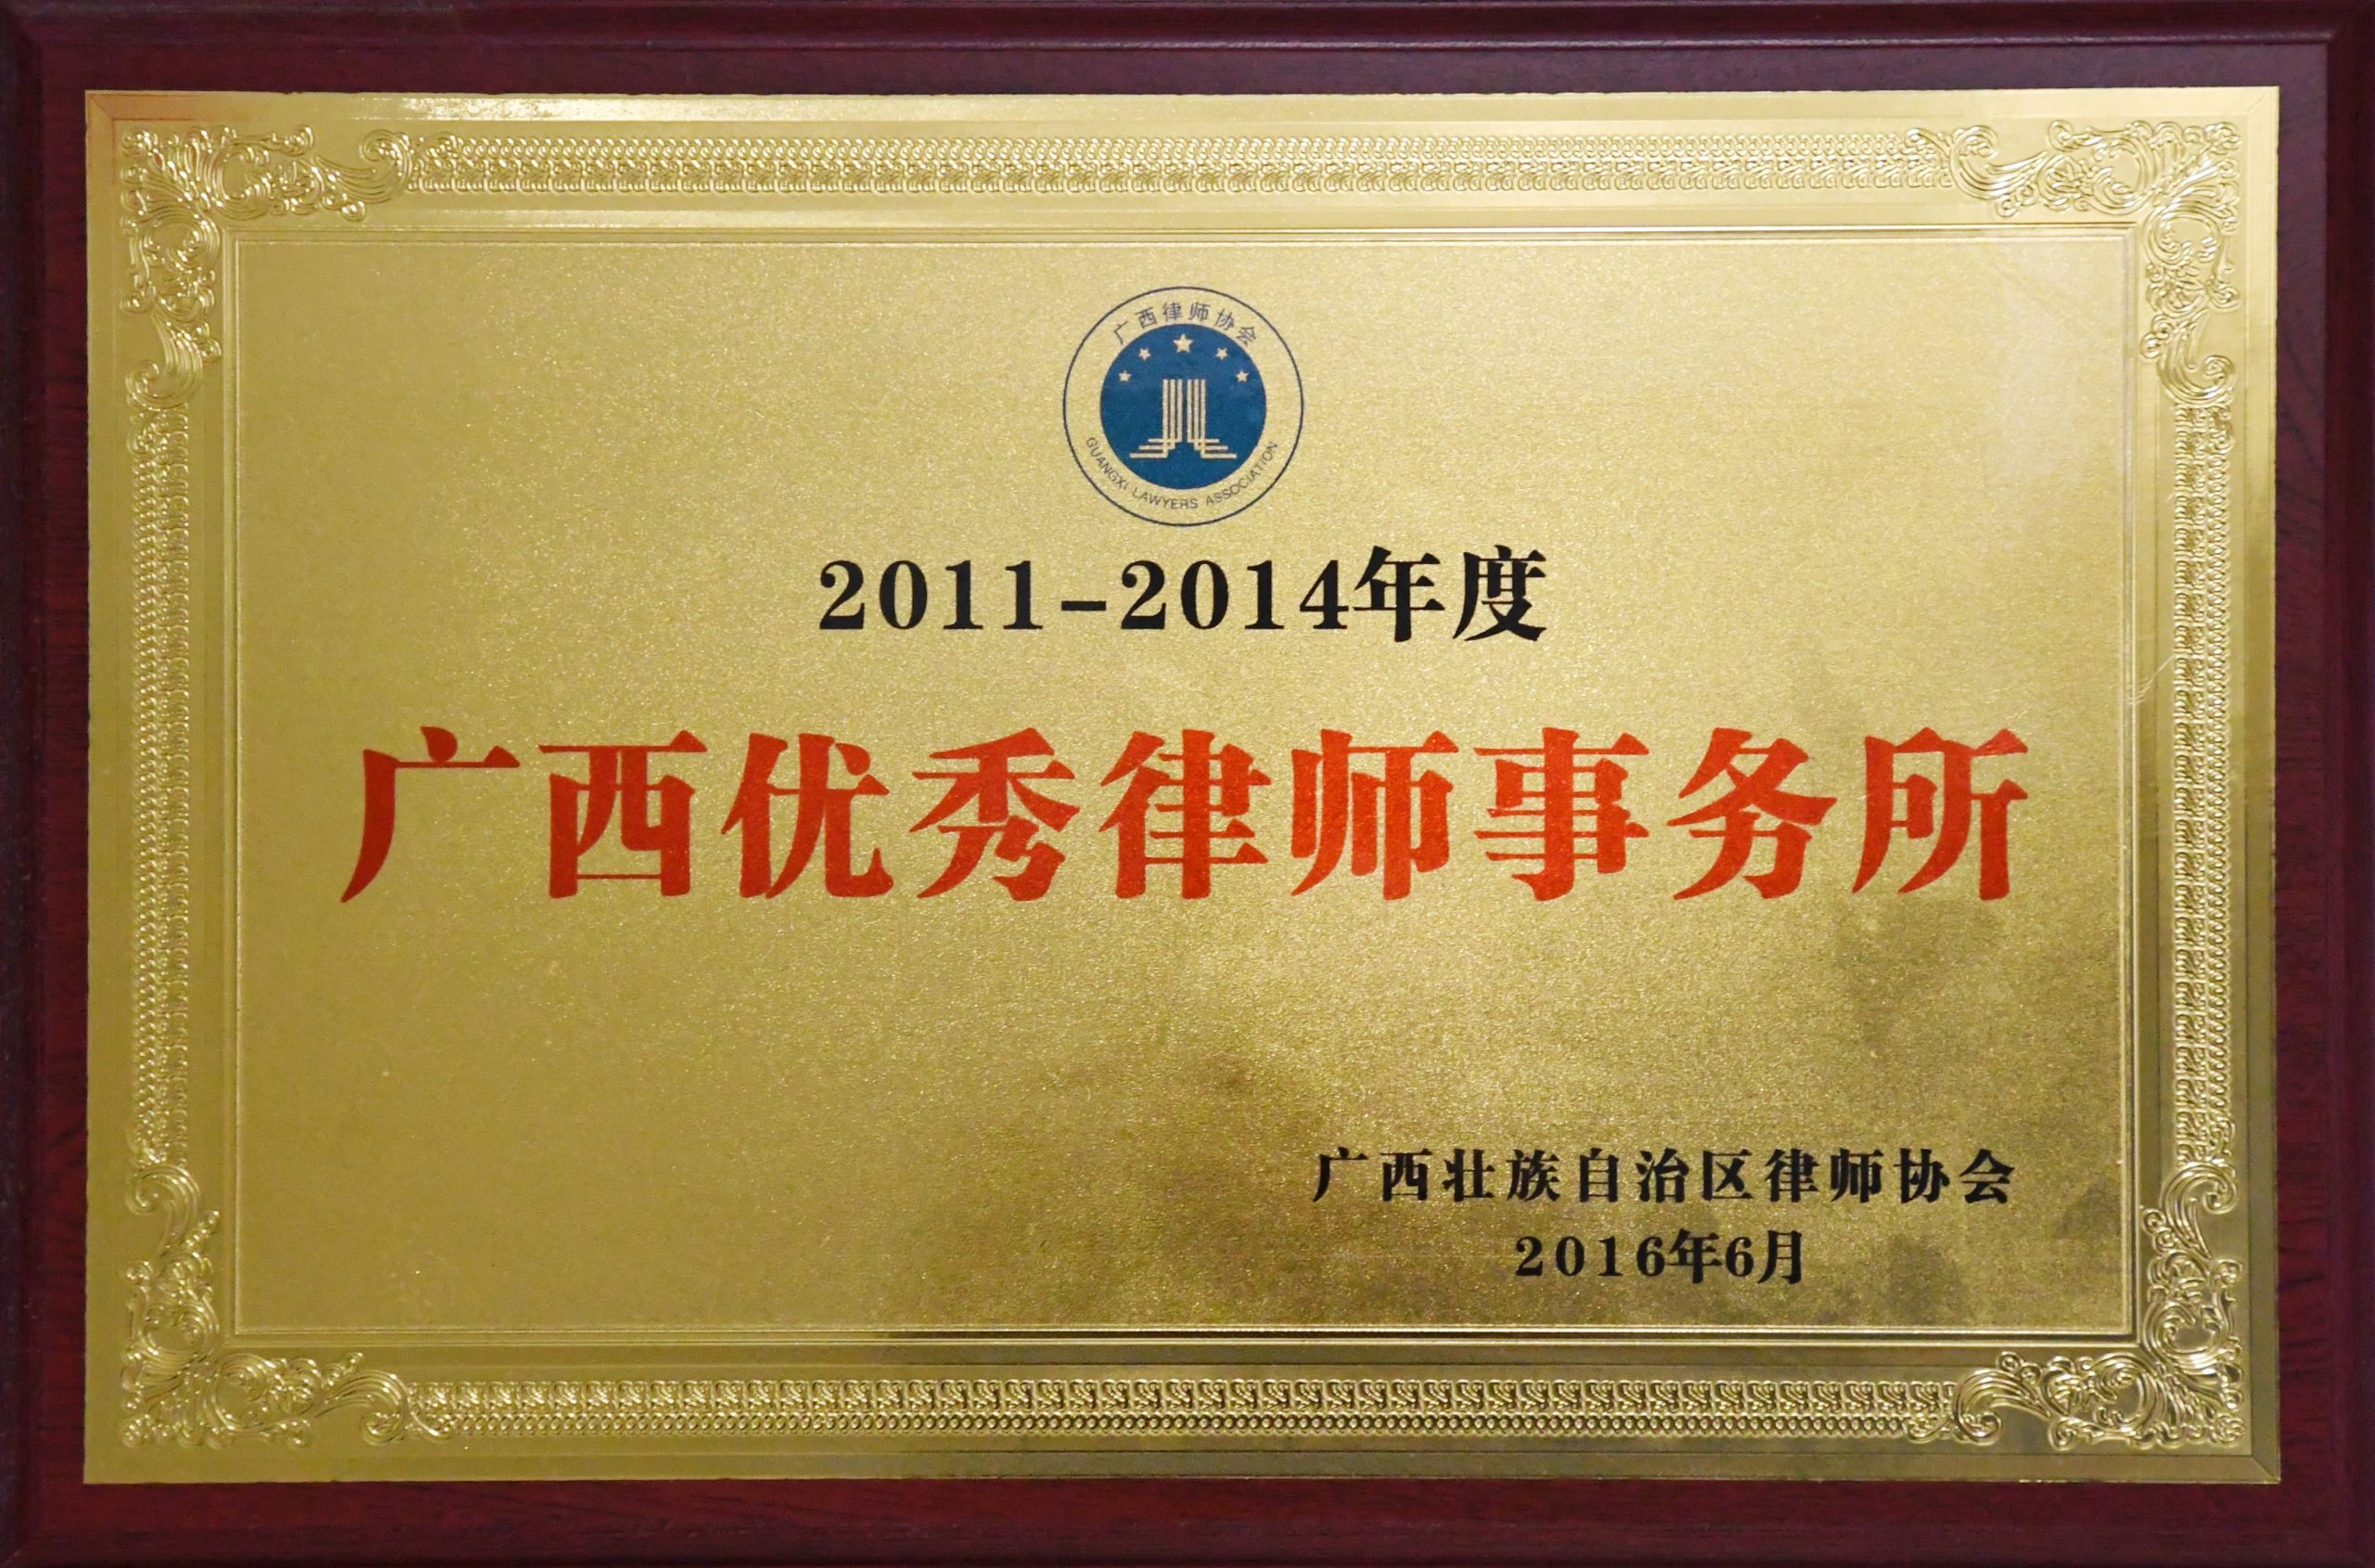 广西律师协会
GUANGXI LAWYERS ASSOCIATION
2011-2014年度
广西优秀律师事务所
广西壮族自治区律师协会
2016年6月